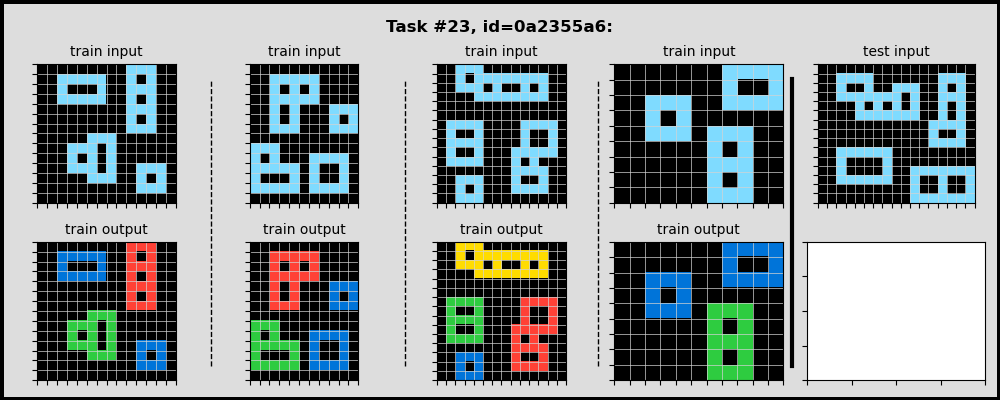 Task #23, id=0a2355a6:
train input train input train input train input test input
train output train output train output train output